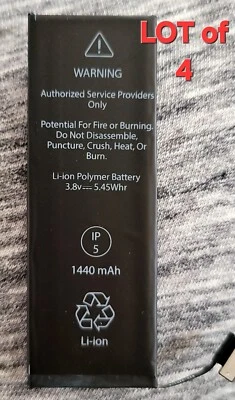 LOT of
4
WARNING
Authorized Service Providers
Only
Potential For Fire or Burning.
Do Not Disassemble,
Puncture, Crush, Heat, Or
Burn.
Li-ion Polymer Battery
3.8v⎓ 5.45Whr
IP
5
1440 mAh
Li-ion